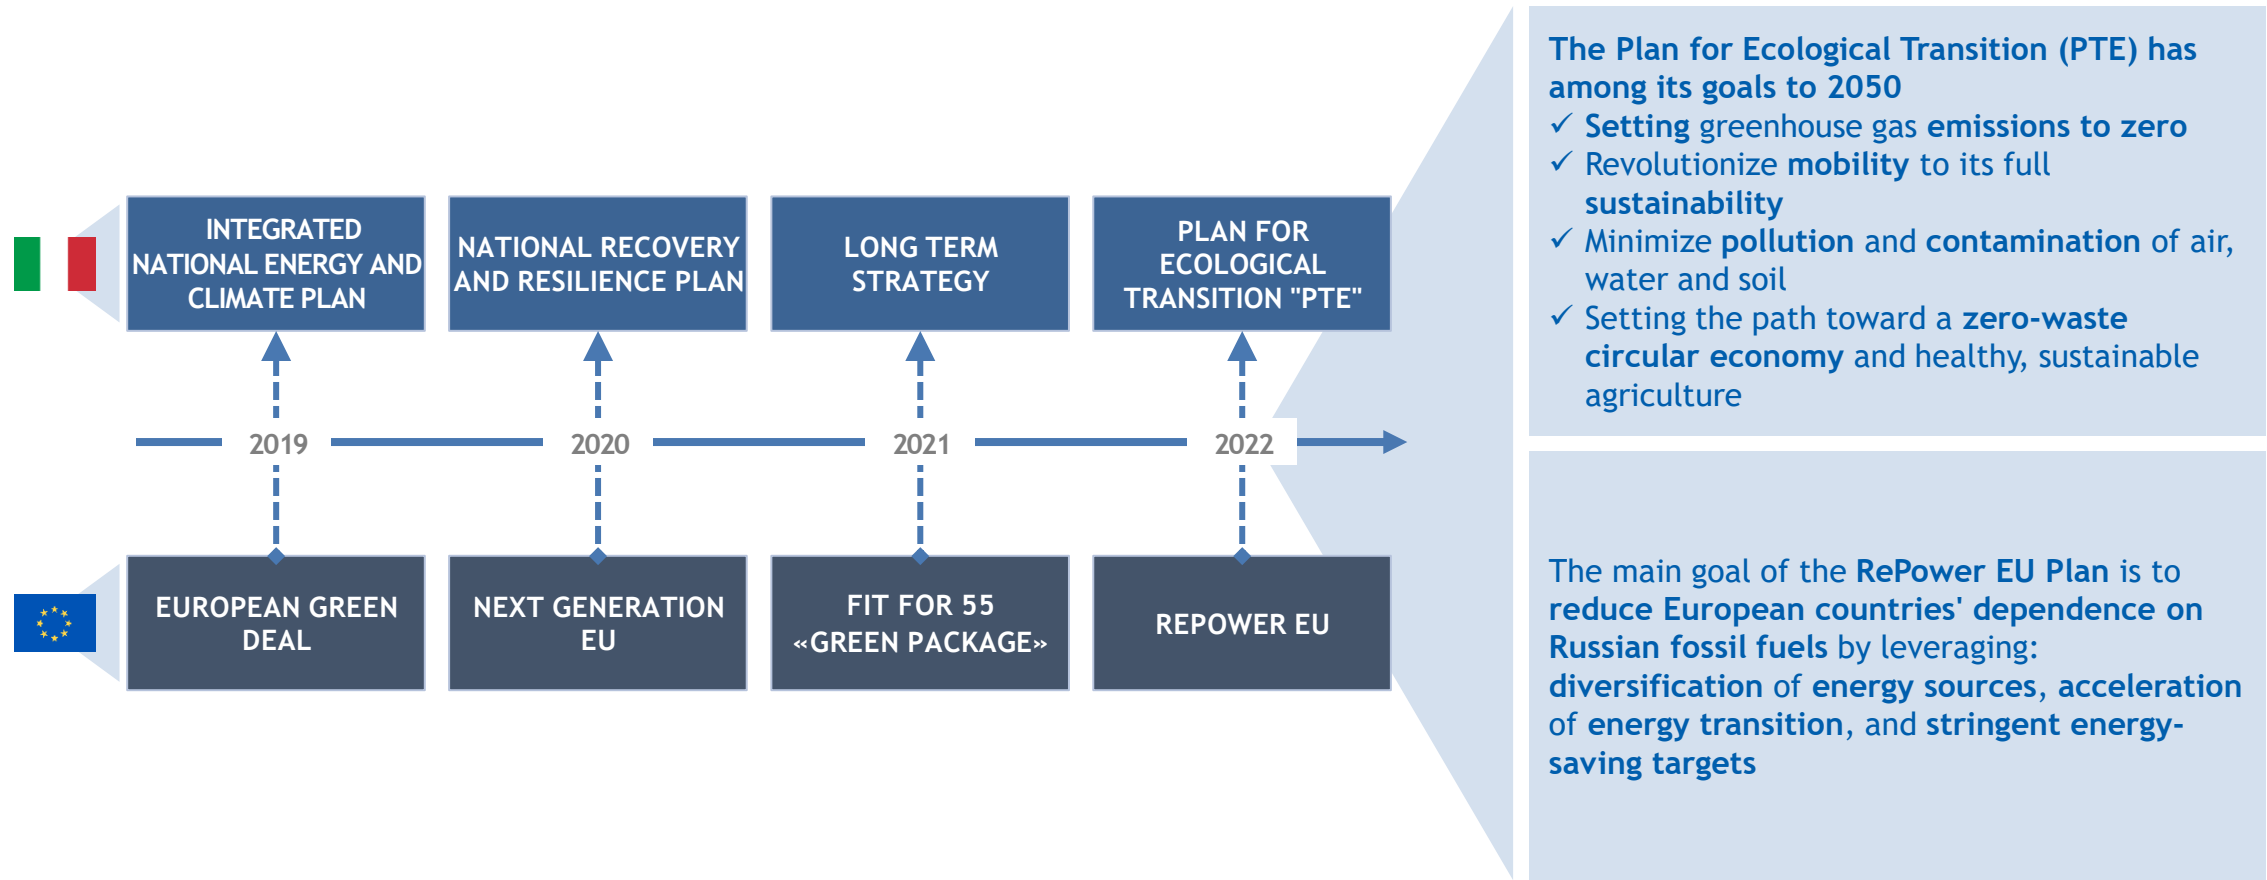 INTEGRATED
NATIONAL ENERGY AND
CLIMATE PLAN
NATIONAL RECOVERY
AND RESILIENCE PLAN
LONG TERM
STRATEGY
PLAN FOR
ECOLOGICAL
TRANSITION "PTE"
2019
2020
2021
2022
EUROPEAN GREEN
DEAL
NEXT GENERATION
EU
FIT FOR 55
«GREEN PACKAGE»
REPOWER EU
The Plan for Ecological Transition (PTE) has
among its goals to 2050
✓ Setting greenhouse gas emissions to zero
✓ Revolutionize mobility to its full
sustainability
✓ Minimize pollution and contamination of air,
water and soil
✓ Setting the path toward a zero-waste
circular economy and healthy, sustainable
agriculture
The main goal of the RePower EU Plan is to
reduce European countries' dependence on
Russian fossil fuels by leveraging:
diversification of energy sources, acceleration
of energy transition, and stringent energy-
saving targets